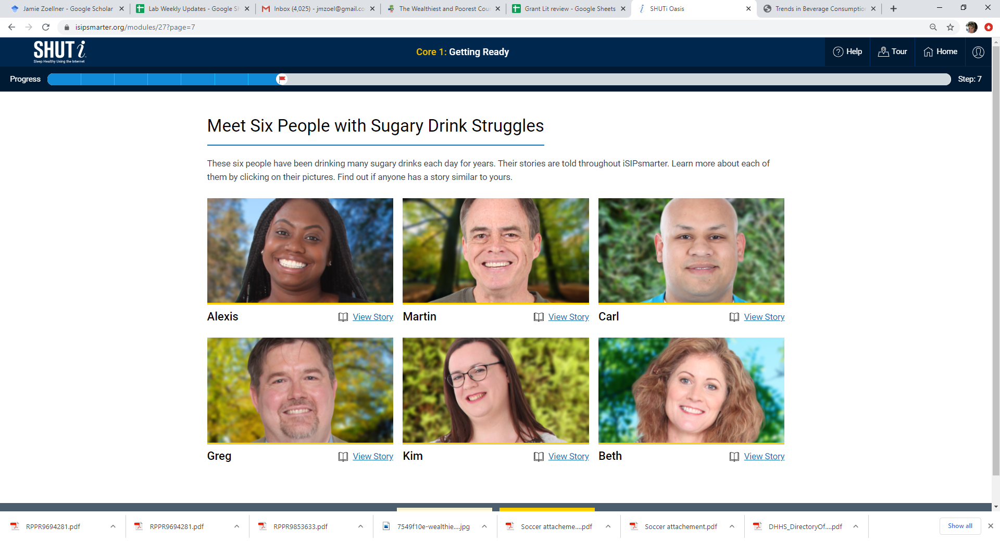 Jamie Zoellner - Google Scholar
Lab Weekly Updates - Google Sh
Inbox (4,025) - jmzoel@gmail.co
The Wealthiest and Poorest Cou
Grant Lit review - Google Sheets
SHUTi Oasis
Trends in Beverage Consumptio
isipsmarter.org/modules/27?page=7
SHUT i
Sleep Healthy Using the Internet
Core 1: Getting Ready
Help
Tour
Home
Progress
Step: 7
Meet Six People with Sugary Drink Struggles
These six people have been drinking many sugary drinks each day for years. Their stories are told throughout iSIPsmarter. Learn more about each of
them by clicking on their pictures. Find out if anyone has a story similar to yours.
Alexis
View Story
Martin
View Story
Carl
View Story
Greg
View Story
Kim
View Story
Beth
View Story
RPPR9694281.pdf
RPPR9694281.pdf
RPPR9853633.pdf
7549f10e-wealthie....jpg
Soccer attacheme....pdf
Soccer attachement.pdf
DHHS_DirectoryOf....pdf
Show all